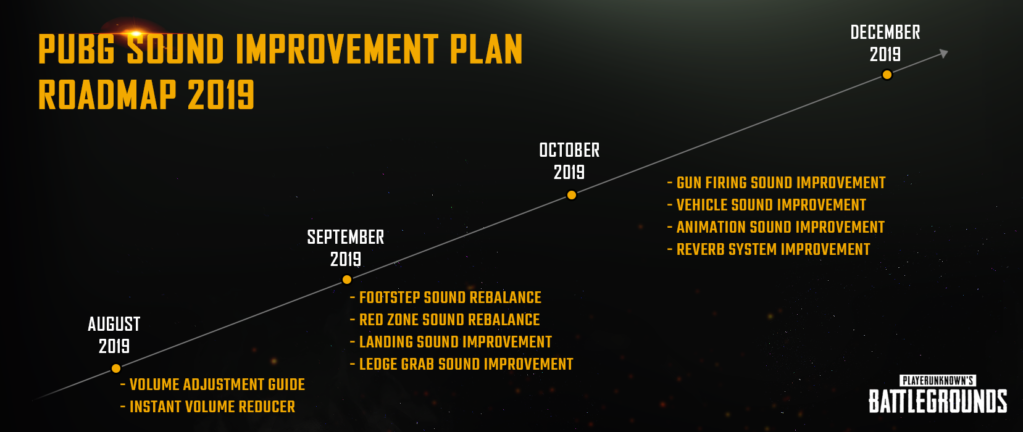 PUBG SOUND IMPROVEMENT PLAN
ROADMAP 2019
AUGUST
2019
- VOLUME ADJUSTMENT GUIDE
- INSTANT VOLUME REDUCER
SEPTEMBER
2019
- FOOTSTEP SOUND REBALANCE
- RED ZONE SOUND REBALANCE
- LANDING SOUND IMPROVEMENT
- LEDGE GRAB SOUND IMPROVEMENT
OCTOBER
2019
- GUN FIRING SOUND IMPROVEMENT
- VEHICLE SOUND IMPROVEMENT
- ANIMATION SOUND IMPROVEMENT
- REVERB SYSTEM IMPROVEMENT
DECEMBER
2019
PLAYERUNKNOWN'S
BATTLEGROUNDS